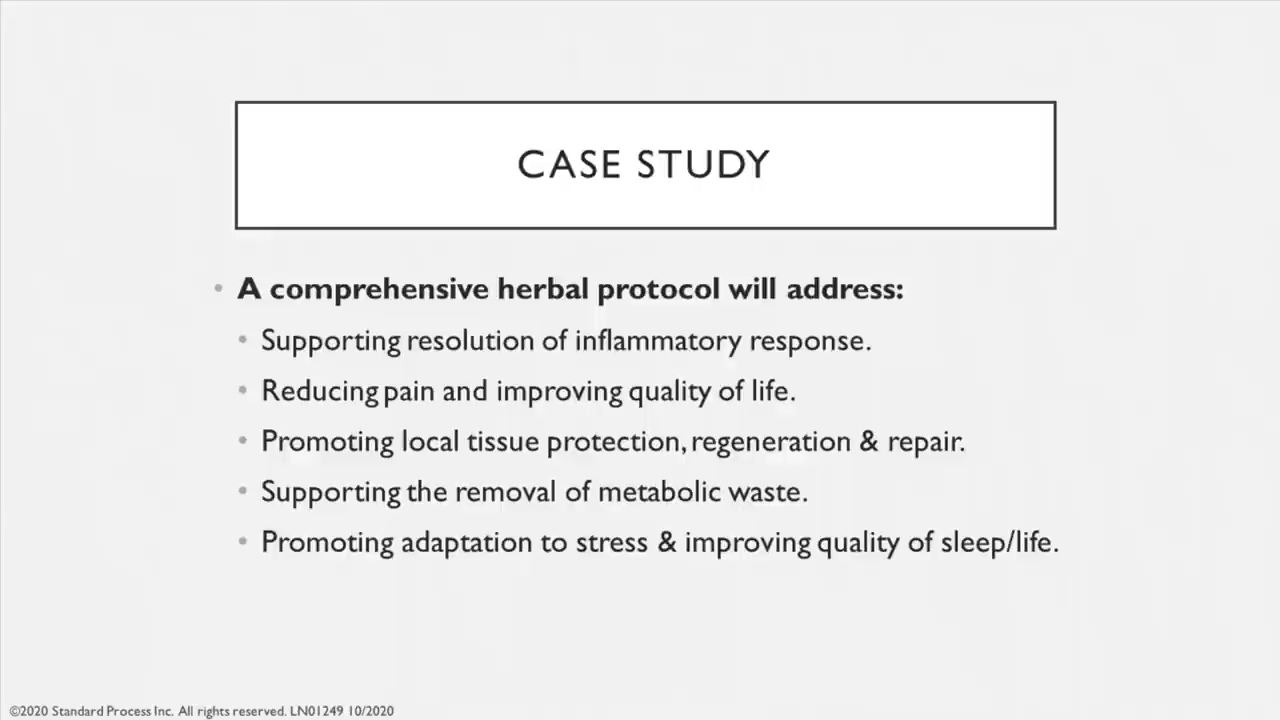 CASE STUDY
• A comprehensive herbal protocol will address:
• Supporting resolution of inflammatory response.
• Reducing pain and improving quality of life.
• Promoting local tissue protection, regeneration & repair.
• Supporting the removal of metabolic waste.
• Promoting adaptation to stress & improving quality of sleep/life.
©2020 Standard Process Inc. All rights reserved. LN01249 10/2020